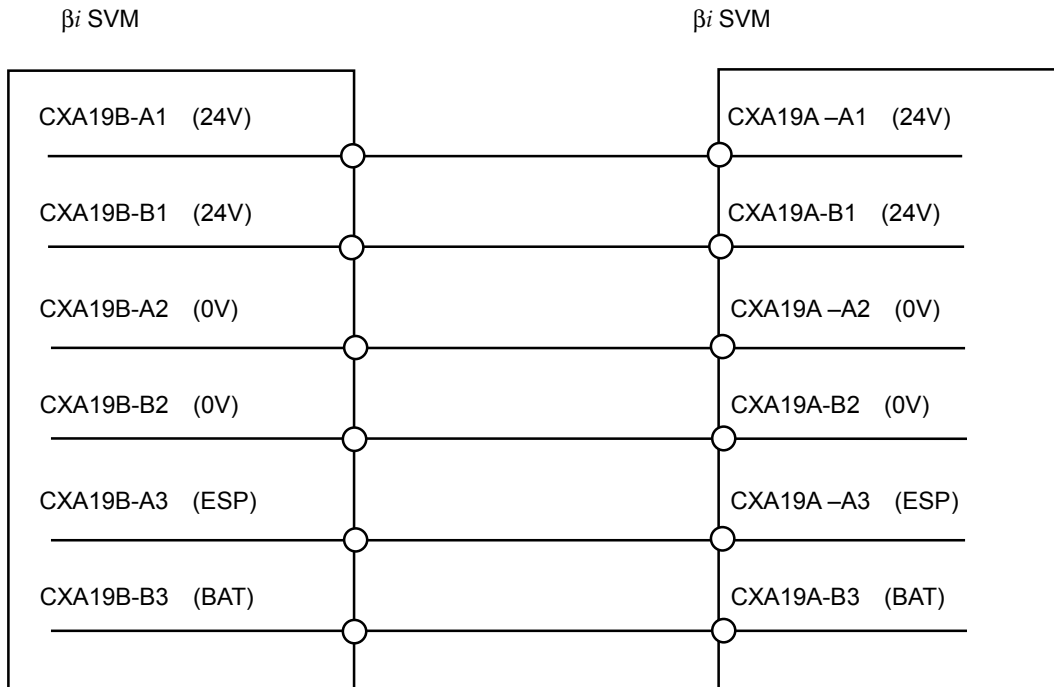 βi SVM βi SVM
CXA19B-A1 (24V) CXA19A –A1 (24V)
CXA19B-B1 (24V) CXA19A-B1 (24V)
CXA19B-A2 (0V) CXA19A –A2 (0V)
CXA19B-B2 (0V) CXA19A-B2 (0V)
CXA19B-A3 (ESP) CXA19A –A3 (ESP)
CXA19B-B3 (BAT) CXA19A-B3 (BAT)